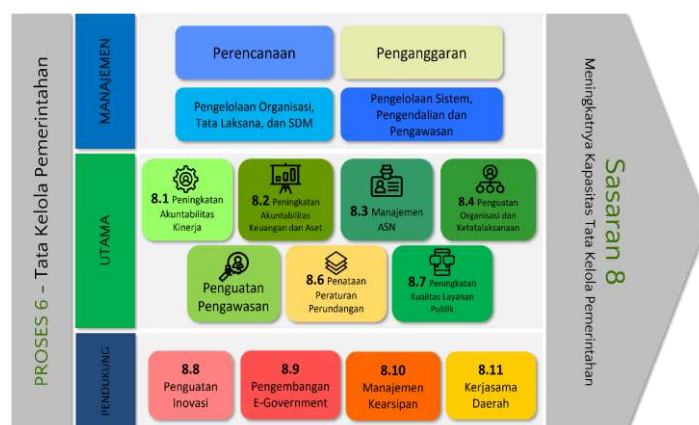 PROSES 6 – Tata Kelola Pemerintahan
MANAJEMEN
Perencanaan
Penganggaran
Pengelolaan Organisasi,
Tata Laksana, dan SDM
Pengelolaan Sistem,
Pengendalian dan
Pengawasan
UTAMA
8.1 Peningkatan
Akuntabilitas
Kinerja
8.2 Peningkatan
Akuntabilitas
Keuangan dan Aset
8.3 Manajemen
ASN
8.4 Penguatan
Organisasi dan
Ketatalaksanaan
Penguatan
Pengawasan
8.6 Penataan
Peraturan
Perundangan
8.7 Peningkatan
Kualitas Layanan
Publik
PENDUKUNG
8.8
Penguatan
Inovasi
8.9
Pengembangan
E-Government
8.10
Manajemen
Kearsipan
8.11
Kerjasama
Daerah
Sasaran 8
Meningkatnya Kapasitas Tata Kelola Pemerintahan